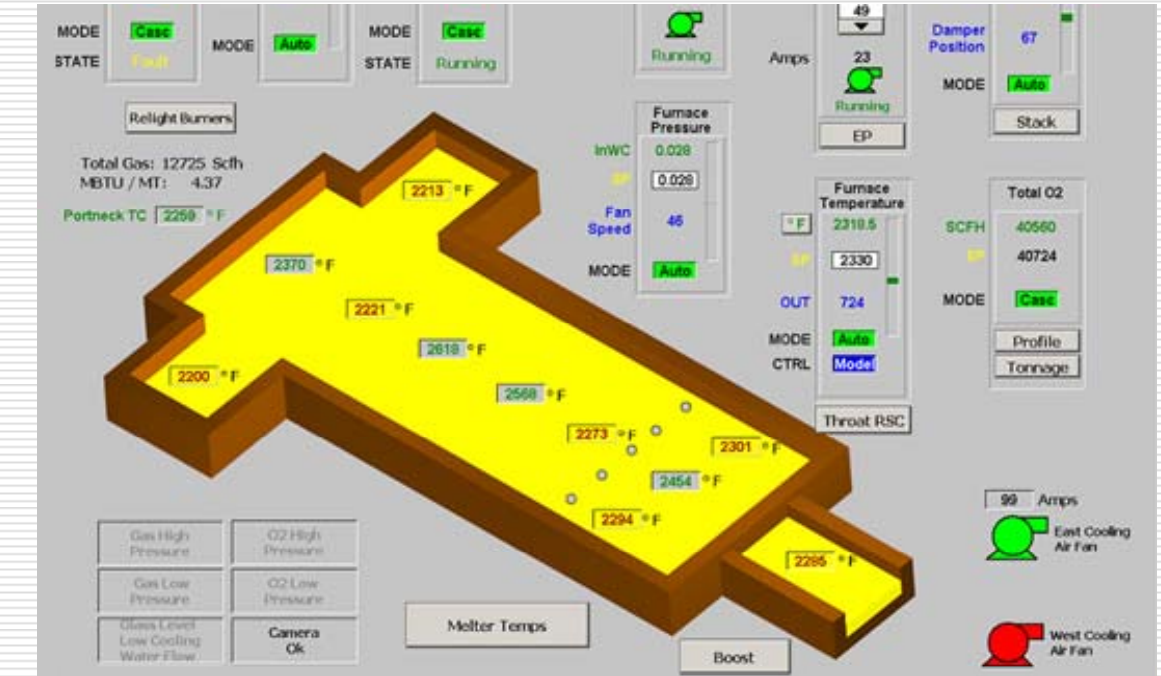 MODE Casc
STATE Fault
MODE Auto
MODE Casc
STATE Running
Running
49
Amps 23
Running
EP
Damper Position 67
MODE Auto
Stack
Relight Burners
Total Gas: 12725 Scfh
MBTU / MT: 4.37
Portneck TC 2259 °F
Furnace
Pressure
InWC 0.028
SP 0.028
Fan
Speed 46
MODE Auto
Furnace
Temperature
°F 2318.5
SP 2330
OUT 724
MODE Auto
CTRL Model
Throat RSC
Total O2
SCFH 40560
SP 40724
MODE Casc
Profile
Tonnage
2213 °F
2370 °F
2221 °F
2618 °F
2200 °F
2568 °F
2273 °F
2301 °F
2454 °F
2294 °F
2285 °F
Gas High
Pressure
O2 High
Pressure
Gas Low
Pressure
O2 Low
Pressure
Glass Level
Low Cooling
Water Flow
Camera
Ok
Melter Temps
Boost
99 Amps
East Cooling
Air Fan
West Cooling
Air Fan